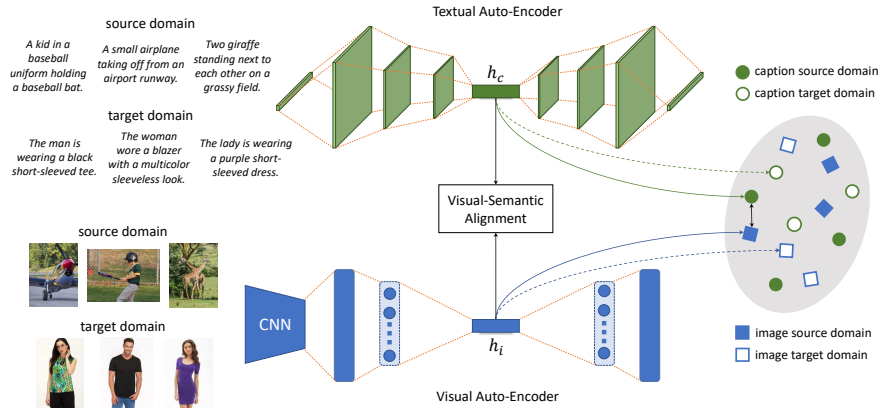 source domain
A kid in a
baseball
uniform holding
a baseball bat.
A small airplane
taking off from an
airport runway.
Two giraffe
standing next to
each other on a
grassy field.
target domain
The man is
wearing a black
short-sleeved tee.
The woman
wore a blazer
with a multicolor
sleeveless look.
The lady is wearing
a purple short-
sleeved dress.
source domain
target domain
Textual Auto-Encoder
h_c
Visual-Semantic
Alignment
CNN
h_i
Visual Auto-Encoder
caption source domain
caption target domain
image source domain
image target domain